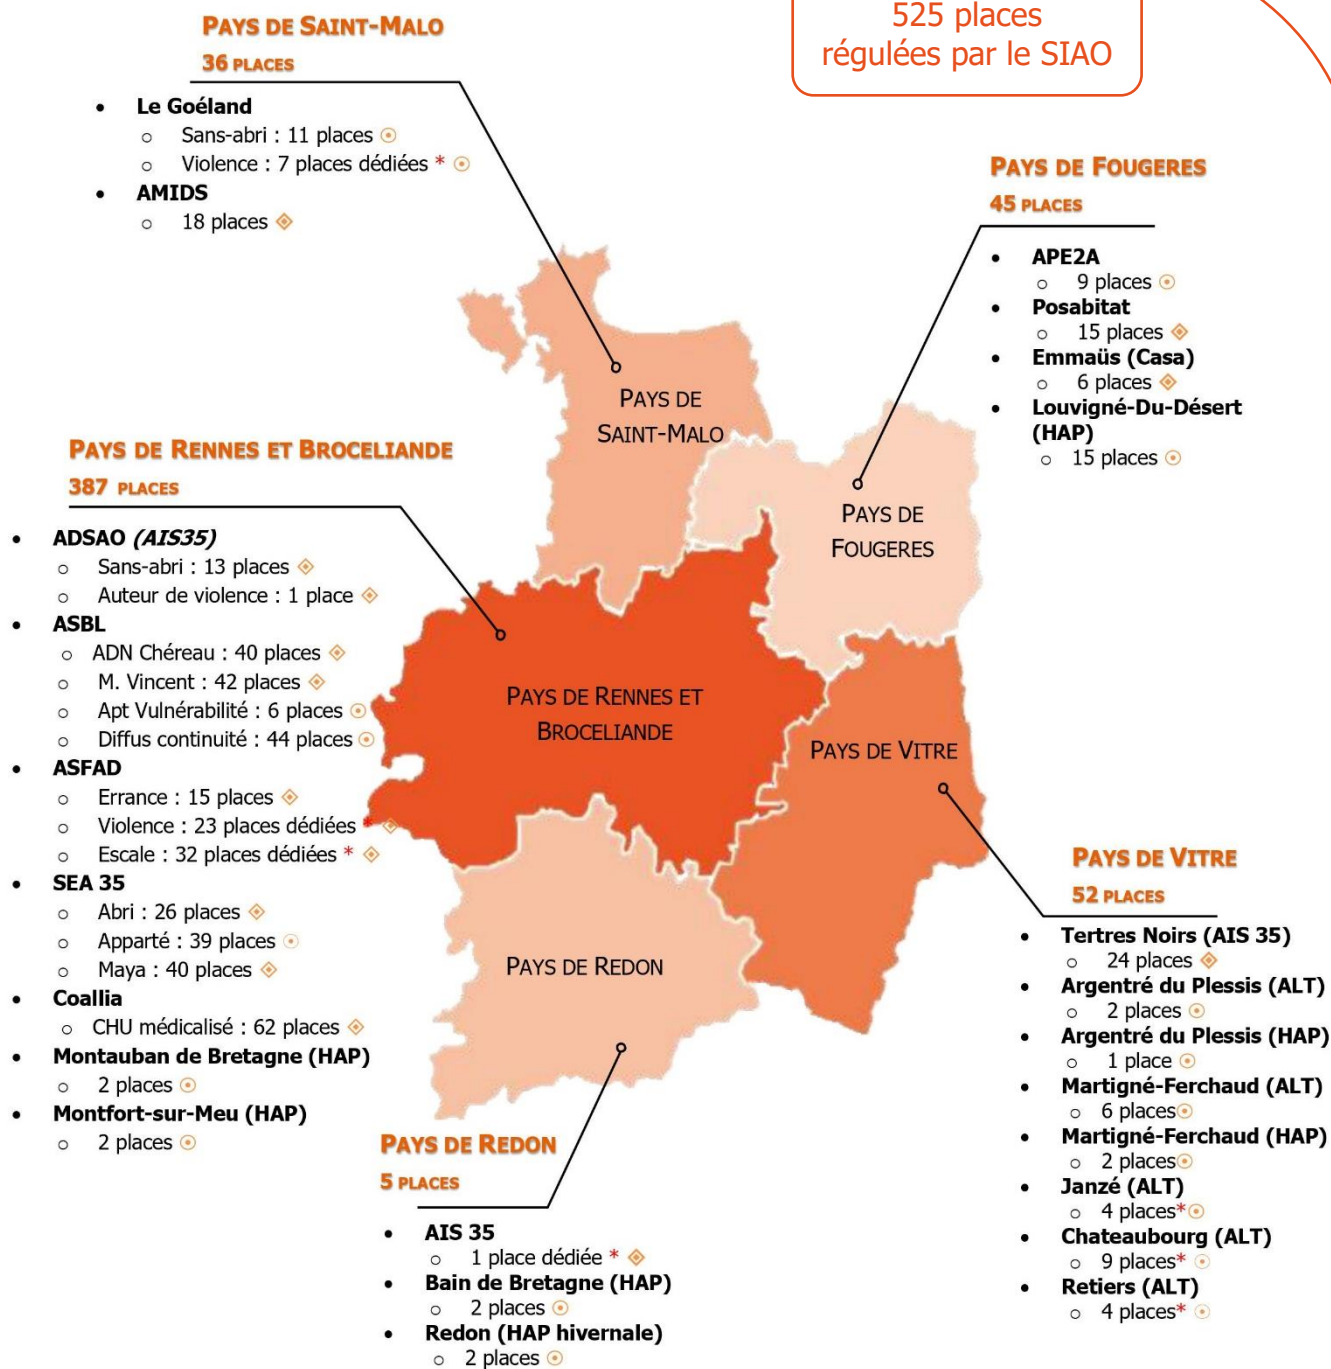 525 places
régulées par le SIAO
PAYS DE SAINT-MALO
36 PLACES
• Le Goéland
o Sans-abri : 11 places
o Violence : 7 places dédiées *
• AMIDS
o 18 places
PAYS DE FOUGERES
45 PLACES
• APE2A
o 9 places
• Posabitat
o 15 places
• Emmaüs (Casa)
o 6 places
• Louvigné-Du-Désert
(HAP)
o 15 places
PAYS DE RENNES ET BROCELIANDE
387 PLACES
• ADSAO (AIS35)
o Sans-abri : 13 places
o Auteur de violence : 1 place
• ASBL
o ADN Chéreau : 40 places
o M. Vincent : 42 places
o Apt Vulnérabilité : 6 places
o Diffus continuité : 44 places
• ASFAD
o Errance : 15 places
o Violence : 23 places dédiées *
o Escale : 32 places dédiées *
• SEA 35
o Abri : 26 places
o Apparté : 39 places
o Maya : 40 places
• Coallia
o CHU médicalisé : 62 places
• Montauban de Bretagne (HAP)
o 2 places
• Montfort-sur-Meu (HAP)
o 2 places
PAYS DE
SAINT-MALO
PAYS DE
FOUGERES
PAYS DE RENNES ET
BROCELIANDE
PAYS DE VITRE
PAYS DE REDON
PAYS DE VITRE
52 PLACES
• Tertres Noirs (AIS 35)
o 24 places
• Argentré du Plessis (ALT)
o 2 places
• Argentré du Plessis (HAP)
o 1 place
• Martigné-Ferchaud (ALT)
o 6 places
• Martigné-Ferchaud (HAP)
o 2 places
• Janzé (ALT)
o 4 places*
• Chateaubourg (ALT)
o 9 places*
• Retiers (ALT)
o 4 places*
PAYS DE REDON
5 PLACES
• AIS 35
o 1 place dédiée *
• Bain de Bretagne (HAP)
o 2 places
• Redon (HAP hivernale)
o 2 places